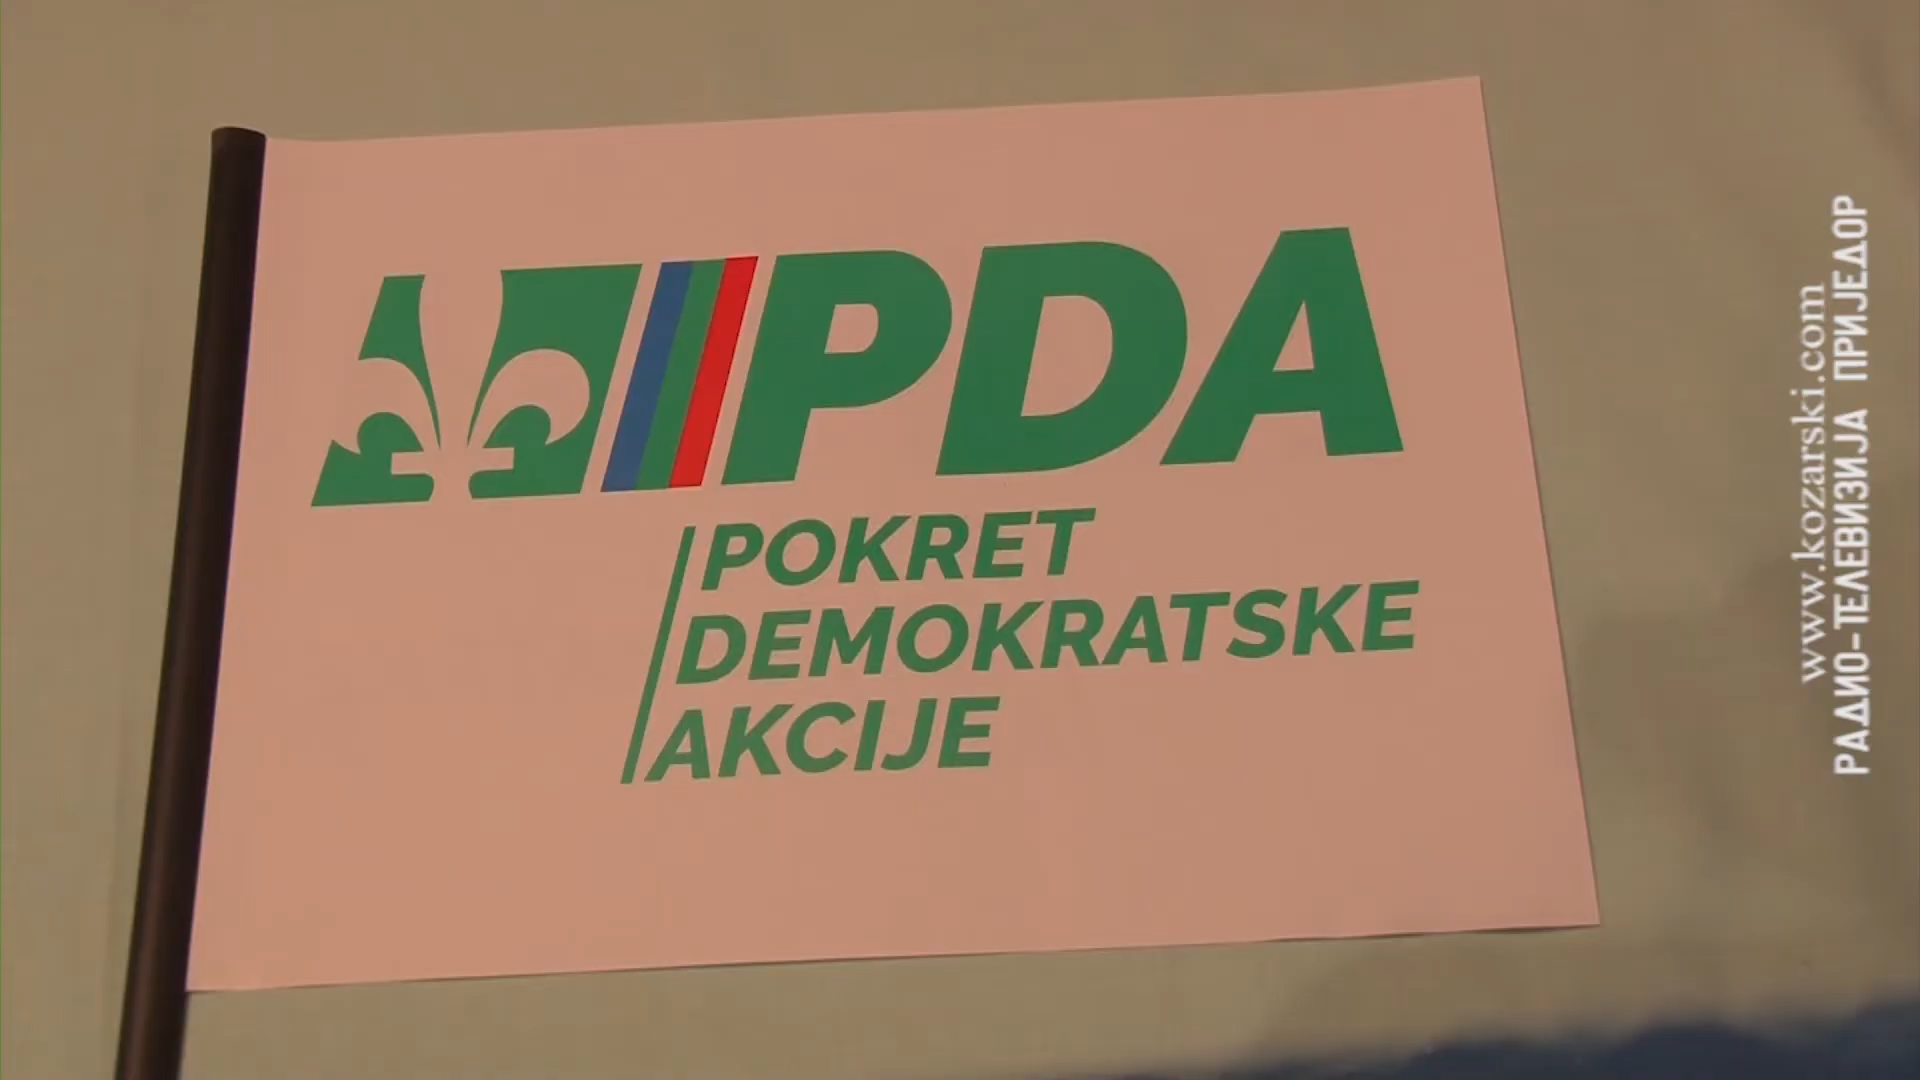 PDA
POKRET
DEMOKRATSKE
AKCIJE
www.kozarski.com
РАДИО-ТЕЛЕВИЗИЈА ПРИЈЕДОР